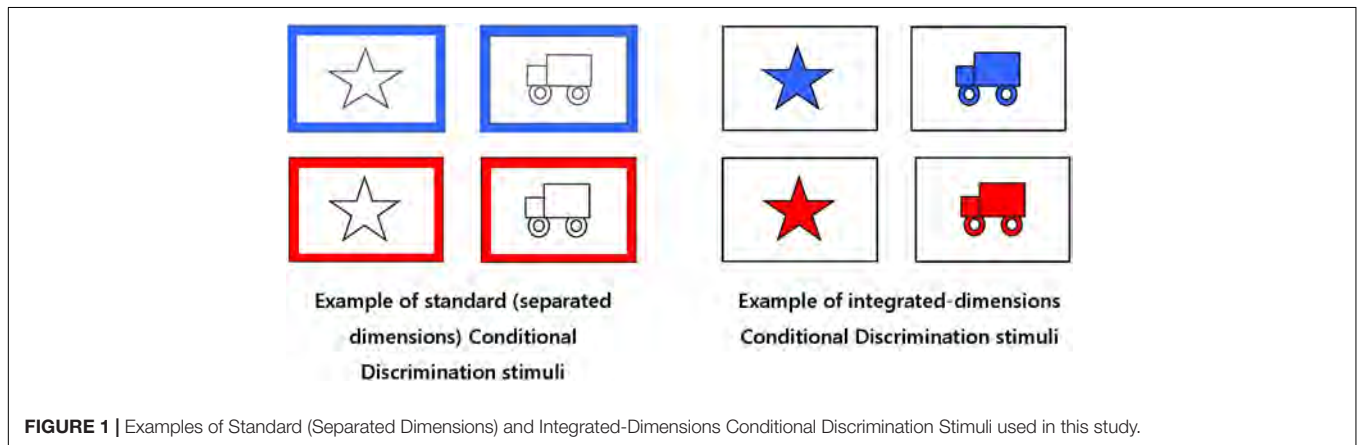 Example of standard (separated
dimensions) Conditional
Discrimination stimuli
Example of integrated-dimensions
Conditional Discrimination stimuli
FIGURE 1 | Examples of Standard (Separated Dimensions) and Integrated-Dimensions Conditional Discrimination Stimuli used in this study.